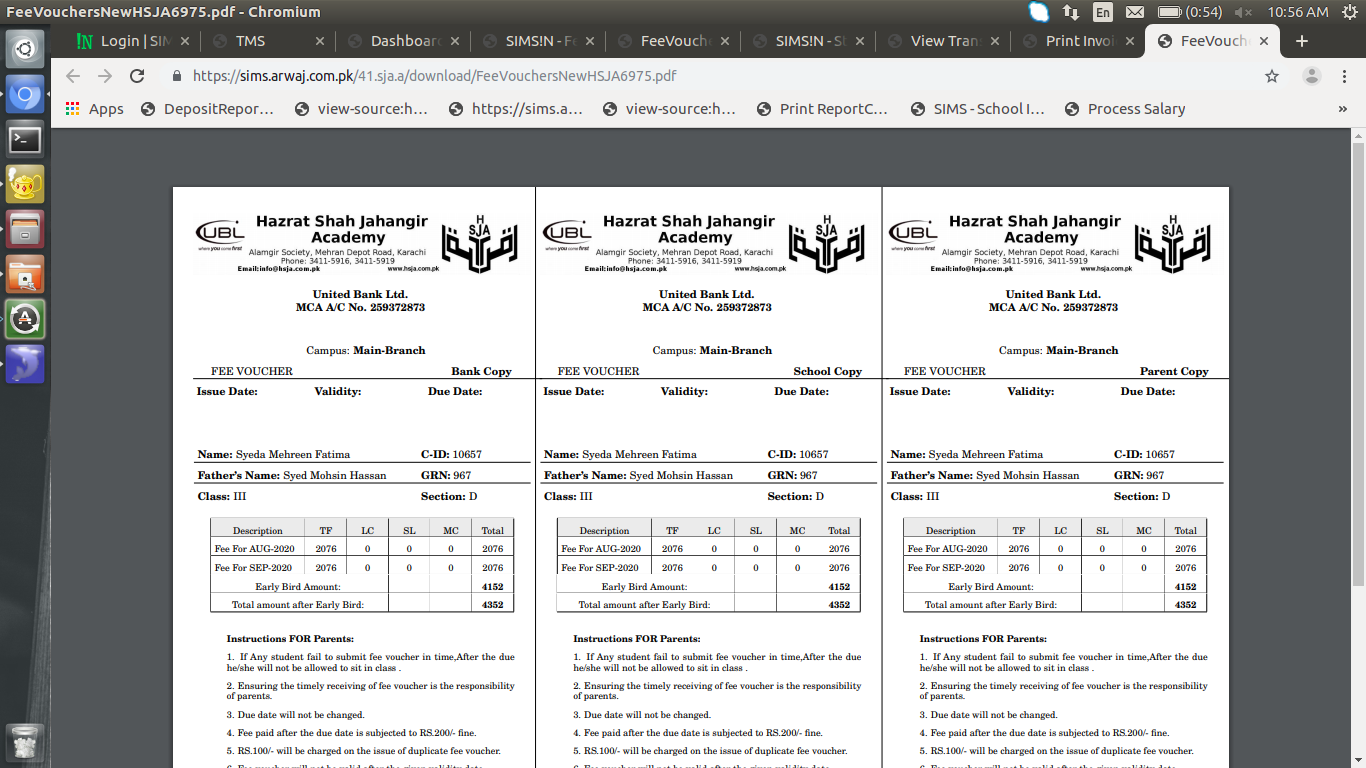 FeeVouchersNewHSJA6975.pdf - Chromium
En (0:54) 10:56 AM
!N Login | SIM TMS Dashboar SIMS!N - Fe FeeVouch SIMS!N - St View Tran Print Invoi FeeVouch
https://sims.arwaj.com.pk/41.sja.a/download/FeeVouchersNewHSJA6975.pdf
Apps DepositRepor... view-source:h... https://sims.a... view-source:h... Print ReportC... SIMS - School I... Process Salary »
UBL
where you come first
Hazrat Shah Jahangir
Academy
Alamgir Society, Mehran Depot Road, Karachi
Phone: 3411-5916, 3411-5919
Email:info@hsja.com.pk www.hsja.com.pk
H
SJA
United Bank Ltd.
MCA A/C No. 259372873
Campus: Main-Branch
FEE VOUCHER Bank Copy
Issue Date: Validity: Due Date:
Name: Syeda Mehreen Fatima C-ID: 10657
Father's Name: Syed Mohsin Hassan GRN: 967
Class: III Section: D
Description TF LC SL MC Total
Fee For AUG-2020 2076 0 0 0 2076
Fee For SEP-2020 2076 0 0 0 2076
Early Bird Amount: 4152
Total amount after Early Bird: 4352
Instructions FOR Parents:
1. If Any student fail to submit fee voucher in time,After the due
he/she will not be allowed to sit in class .
2. Ensuring the timely receiving of fee voucher is the responsibility
of parents.
3. Due date will not be changed.
4. Fee paid after the due date is subjected to RS.200/- fine.
5. RS.100/- will be charged on the issue of duplicate fee voucher.
UBL
where you come first
Hazrat Shah Jahangir
Academy
Alamgir Society, Mehran Depot Road, Karachi
Phone: 3411-5916, 3411-5919
Email:info@hsja.com.pk www.hsja.com.pk
H
SJA
United Bank Ltd.
MCA A/C No. 259372873
Campus: Main-Branch
FEE VOUCHER School Copy
Issue Date: Validity: Due Date:
Name: Syeda Mehreen Fatima C-ID: 10657
Father's Name: Syed Mohsin Hassan GRN: 967
Class: III Section: D
Description TF LC SL MC Total
Fee For AUG-2020 2076 0 0 0 2076
Fee For SEP-2020 2076 0 0 0 2076
Early Bird Amount: 4152
Total amount after Early Bird: 4352
Instructions FOR Parents:
1. If Any student fail to submit fee voucher in time,After the due
he/she will not be allowed to sit in class .
2. Ensuring the timely receiving of fee voucher is the responsibility
of parents.
3. Due date will not be changed.
4. Fee paid after the due date is subjected to RS.200/- fine.
5. RS.100/- will be charged on the issue of duplicate fee voucher.
UBL
where you come first
Hazrat Shah Jahangir
Academy
Alamgir Society, Mehran Depot Road, Karachi
Phone: 3411-5916, 3411-5919
Email:info@hsja.com.pk www.hsja.com.pk
H
SJA
United Bank Ltd.
MCA A/C No. 259372873
Campus: Main-Branch
FEE VOUCHER Parent Copy
Issue Date: Validity: Due Date:
Name: Syeda Mehreen Fatima C-ID: 10657
Father's Name: Syed Mohsin Hassan GRN: 967
Class: III Section: D
Description TF LC SL MC Total
Fee For AUG-2020 2076 0 0 0 2076
Fee For SEP-2020 2076 0 0 0 2076
Early Bird Amount: 4152
Total amount after Early Bird: 4352
Instructions FOR Parents:
1. If Any student fail to submit fee voucher in time,After the due
he/she will not be allowed to sit in class .
2. Ensuring the timely receiving of fee voucher is the responsibility
of parents.
3. Due date will not be changed.
4. Fee paid after the due date is subjected to RS.200/- fine.
5. RS.100/- will be charged on the issue of duplicate fee voucher.